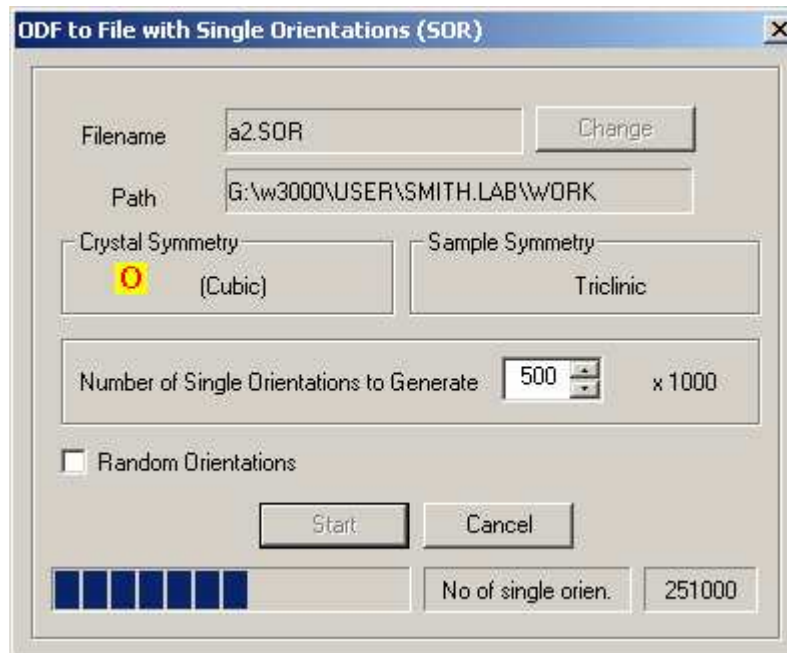 ODF to File with Single Orientations (SOR)
Filename a2.SOR Change
Path G:\w3000\USER\SMITH.LAB\WORK
Crystal Symmetry Sample Symmetry
O (Cubic) Triclinic
Number of Single Orientations to Generate 500 x 1000
Random Orientations
Start Cancel
No of single orien. 251000